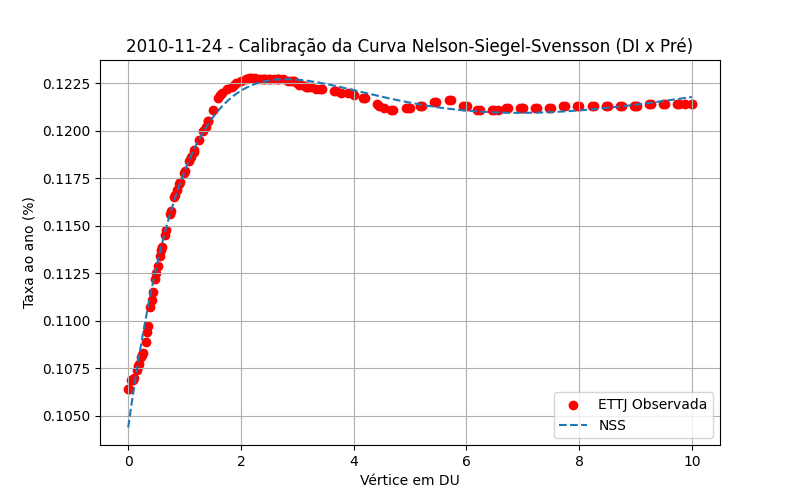 2010-11-24 - Calibração da Curva Nelson-Siegel-Svensson (DI x Pré)
Taxa ao ano (%)
0.1225
0.1200
0.1175
0.1150
0.1125
0.1100
0.1075
0.1050
ETTJ Observada
NSS
0 2 4 6 8 10
Vértice em DU